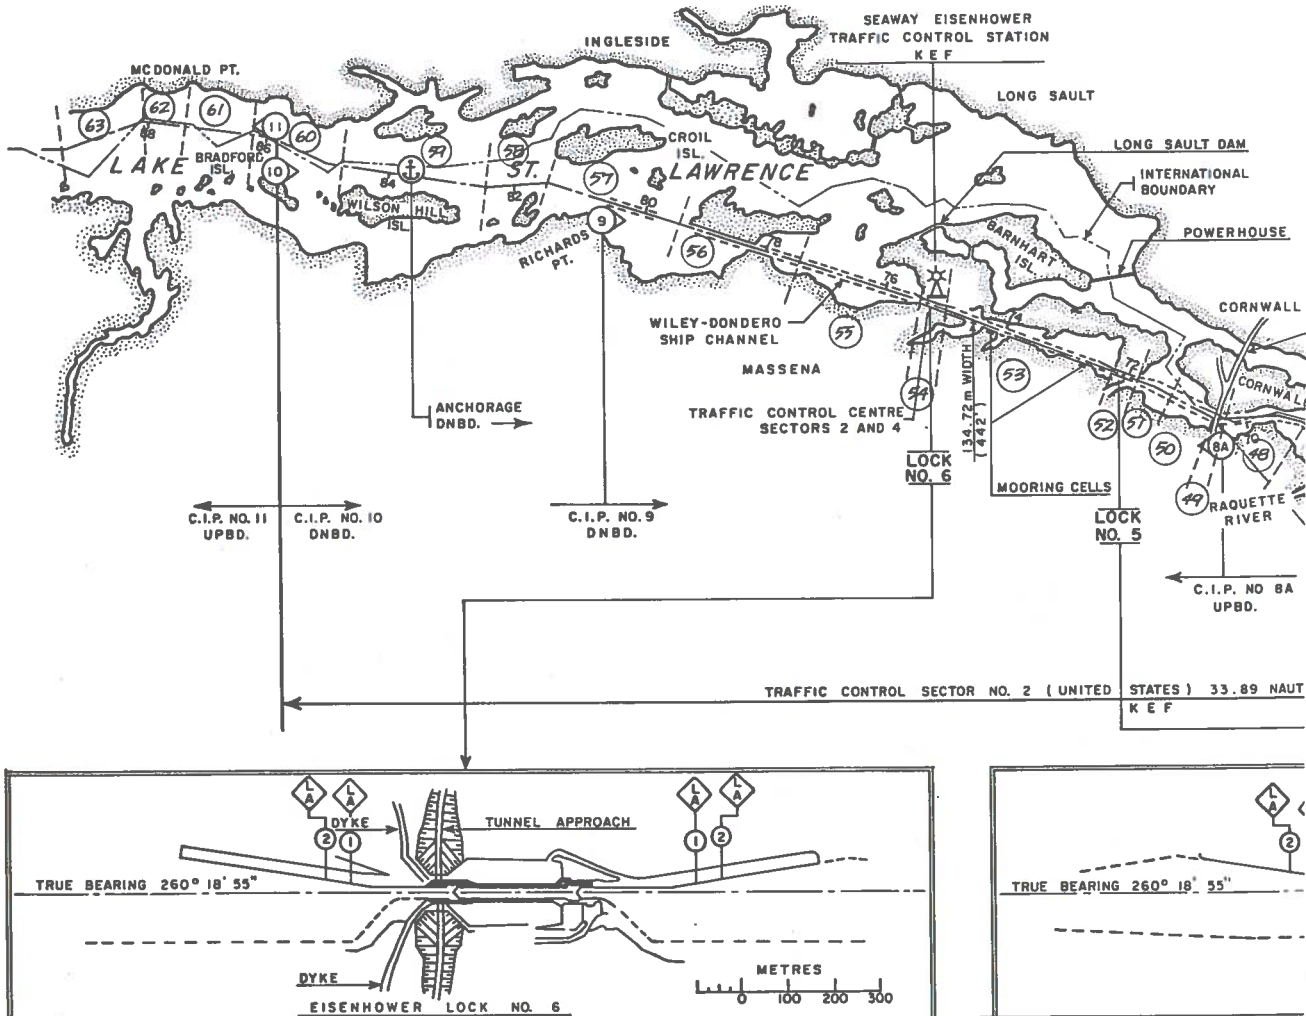 SEAWAY EISENHOWER
TRAFFIC CONTROL STATION
KEF
INGLESIDE
MCDONALD PT.
LONG SAULT
63
62
61
11
60
59
58
88
86
CROIL
ISL.
LONG SAULT DAM
LAKE
BRADFORD
ISL.
10
84
ST.
LAWRENCE
INTERNATIONAL
BOUNDARY
57
82
80
WILSON HILL
ISL.
9
RICHARDS
PT.
56
78
76
BARNHART
ISL.
POWERHOUSE
CORNWALL
WILEY-DONDERO
SHIP CHANNEL
55
74
MASSENA
53
72
CORNWALL
54
134.72 m WIDTH
(442')
ANCHORAGE
DNBD.
TRAFFIC CONTROL CENTRE
SECTORS 2 AND 4
52
51
50
8A
70
48
LOCK
NO. 6
MOORING CELLS
49
RAQUETTE
RIVER
C.I.P. NO. 11
UPBD.
C.I.P. NO. 10
DNBD.
C.I.P. NO. 9
DNBD.
LOCK
NO. 5
C.I.P. NO 8A
UPBD.
TRAFFIC CONTROL SECTOR NO. 2 (UNITED STATES) 33.89 NAUT
KEF
LA
LA
LA
LA
LA
2
1
DYKE
TUNNEL APPROACH
1
2
2
TRUE BEARING 260° 18' 55"
TRUE BEARING 260° 18' 55"
DYKE
METRES
0 100 200 300
EISENHOWER LOCK NO. 6